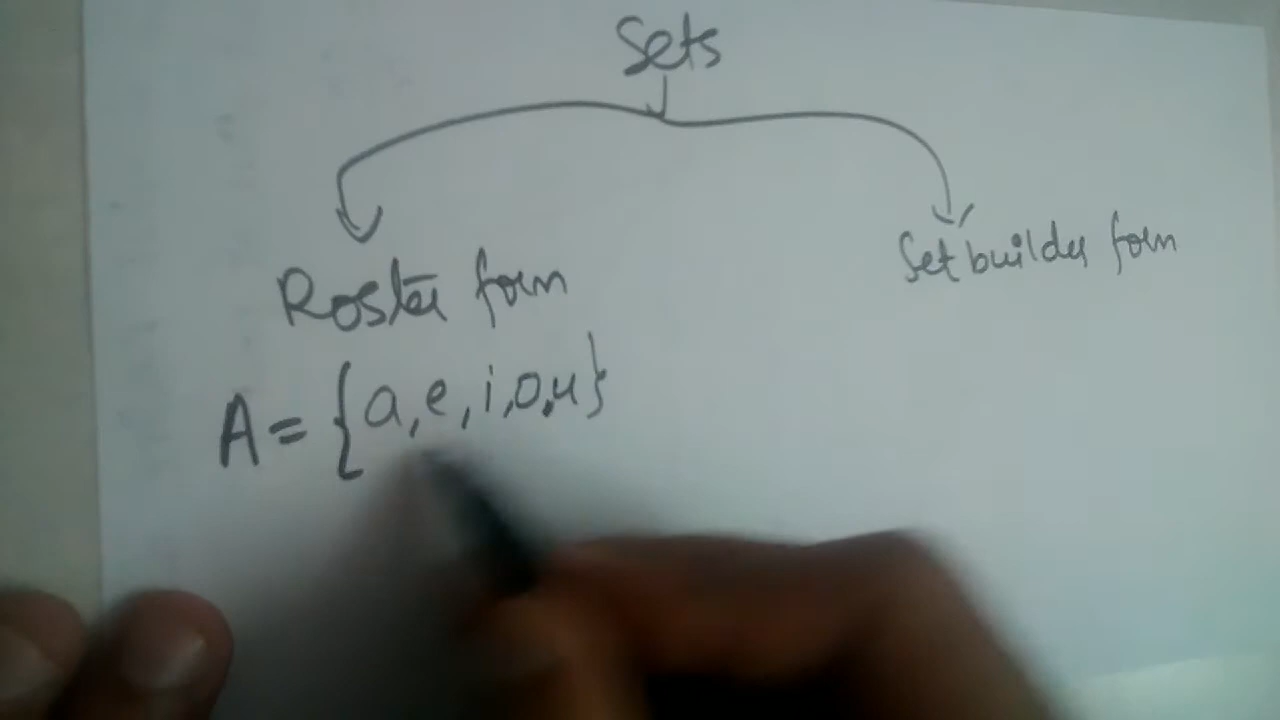 Sets
Roster form
Set builder form
A = {a, e, i, o, u}